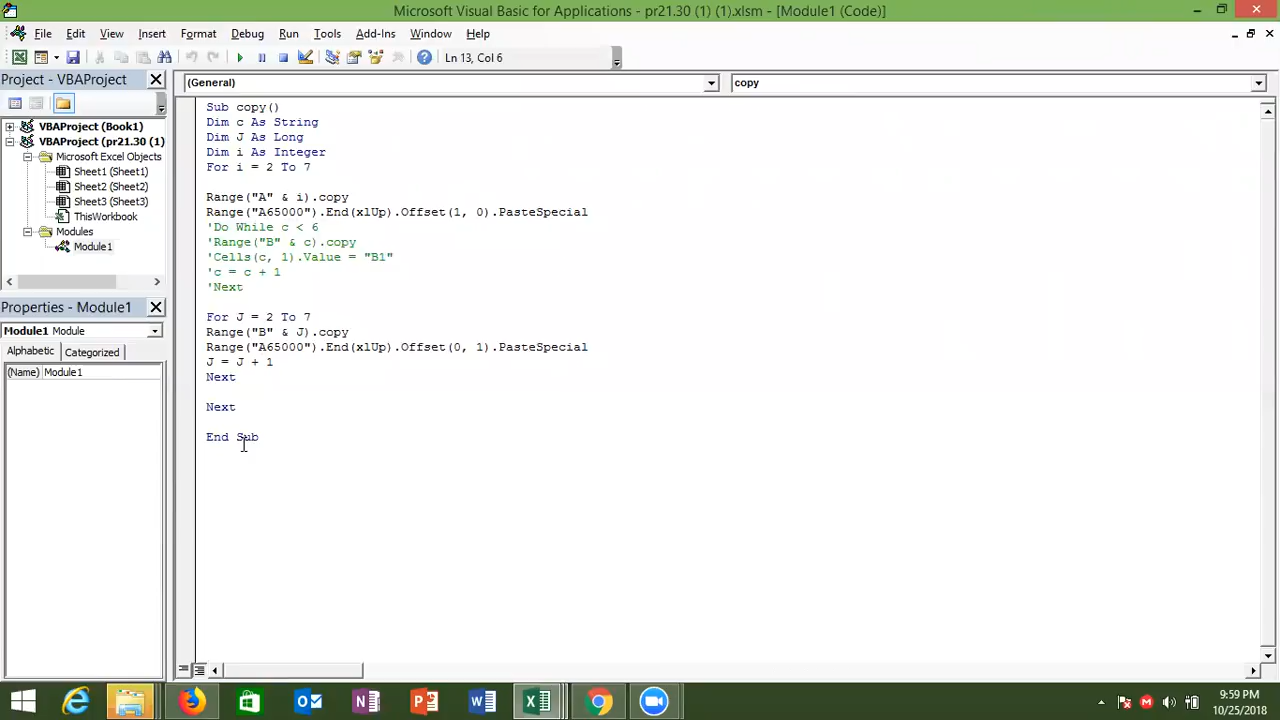 Microsoft Visual Basic for Applications - pr21.30 (1) (1).xlsm - [Module1 (Code)]
File Edit View Insert Format Debug Run Tools Add-Ins Window Help
Ln 13, Col 6
Project - VBAProject
(General)
copy
VBAProject (Book1)
VBAProject (pr21.30 (1)
Microsoft Excel Objects
Sheet1 (Sheet1)
Sheet2 (Sheet2)
Sheet3 (Sheet3)
ThisWorkbook
Modules
Module1
Properties - Module1
Module1 Module
Alphabetic Categorized
(Name) Module1
Sub copy()
Dim c As String
Dim J As Long
Dim i As Integer
For i = 2 To 7
Range("A" & i).copy
Range("A65000").End(xlUp).Offset(1, 0).PasteSpecial
'Do While c < 6
'Range("B" & c).copy
'Cells(c, 1).Value = "B1"
'c = c + 1
'Next
For J = 2 To 7
Range("B" & J).copy
Range("A65000").End(xlUp).Offset(0, 1).PasteSpecial
J = J + 1
Next
Next
End Sub
9:59 PM
10/25/2018